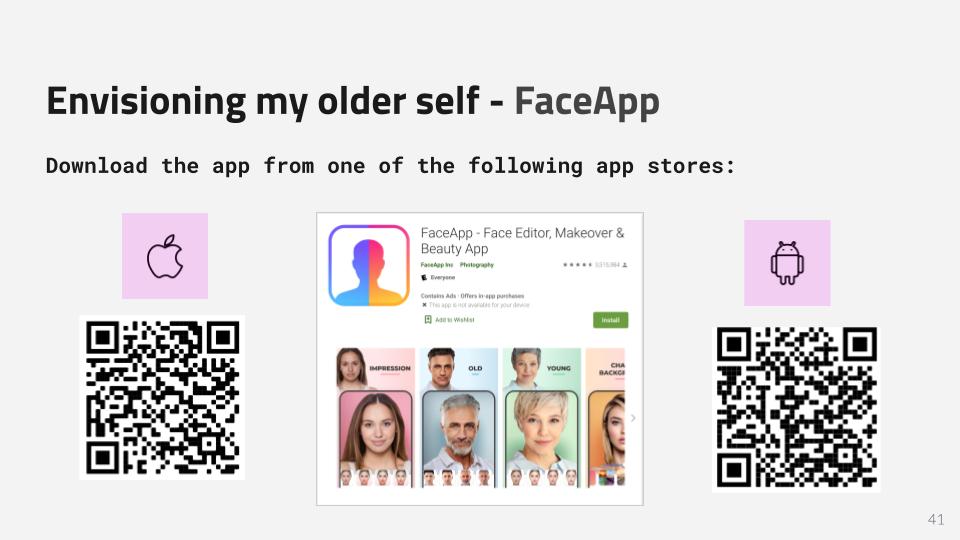 Envisioning my older self - FaceApp
Download the app from one of the following app stores:
FaceApp - Face Editor, Makeover &
Beauty App
FaceApp Inc Photography
Everyone
Contains Ads · Offers in-app purchases
This app is not available for your device
Add to Wishlist
Install
IMPRESSION
OLD
YOUNG
CHA
BACKG
41